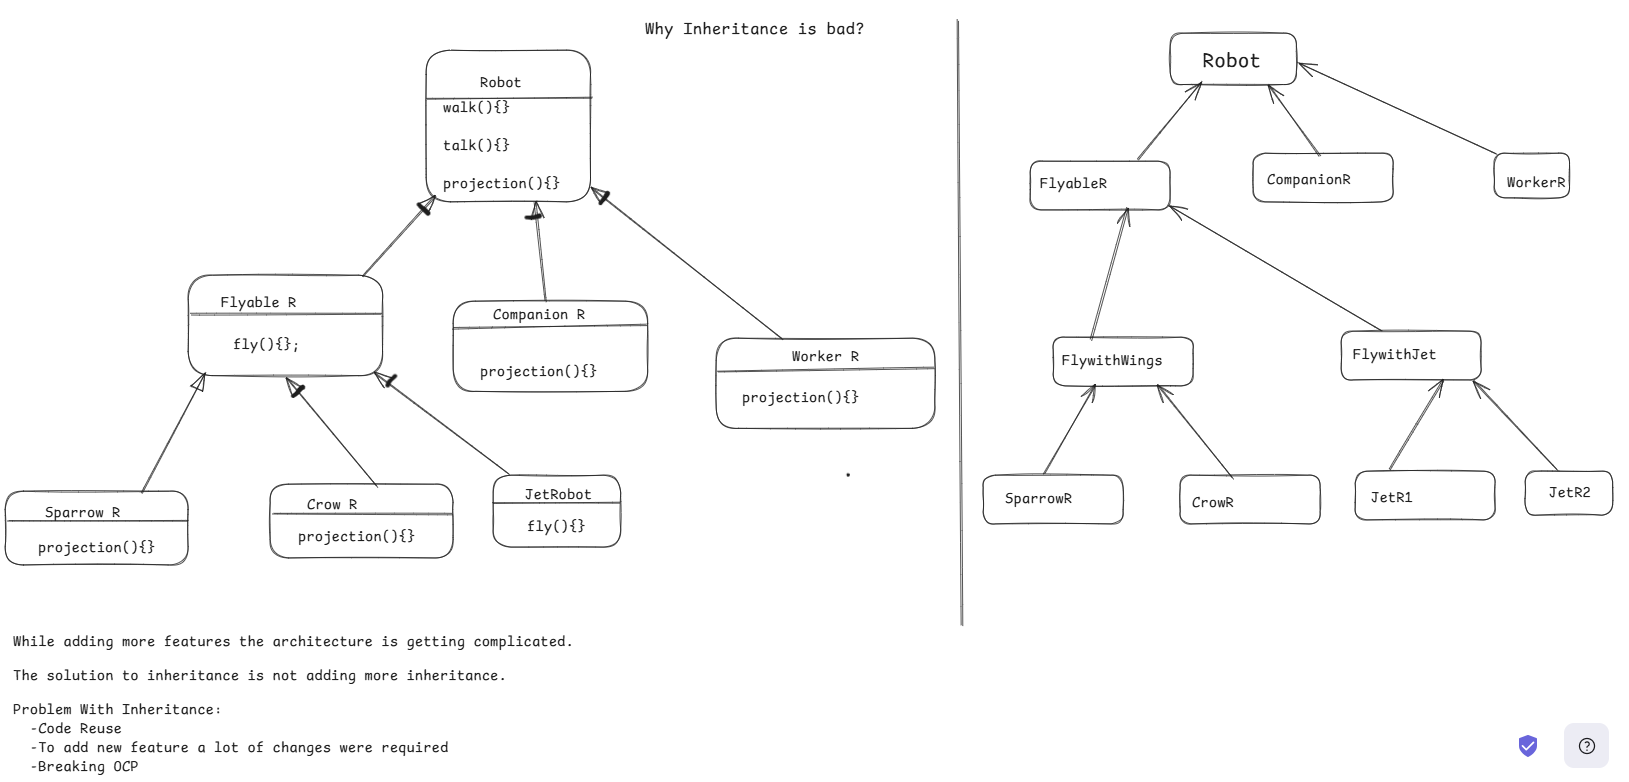 Why Inheritance is bad?
Robot
walk(){}
talk(){}
projection(){}
Flyable R
fly(){};
Companion R
projection(){}
Worker R
projection(){}
Sparrow R
projection(){}
Crow R
projection(){}
JetRobot
fly(){}
Robot
FlyableR
CompanionR
WorkerR
FlywithWings
FlywithJet
SparrowR
CrowR
JetR1
JetR2
While adding more features the architecture is getting complicated.
The solution to inheritance is not adding more inheritance.
Problem With Inheritance:
-Code Reuse
-To add new feature a lot of changes were required
-Breaking OCP